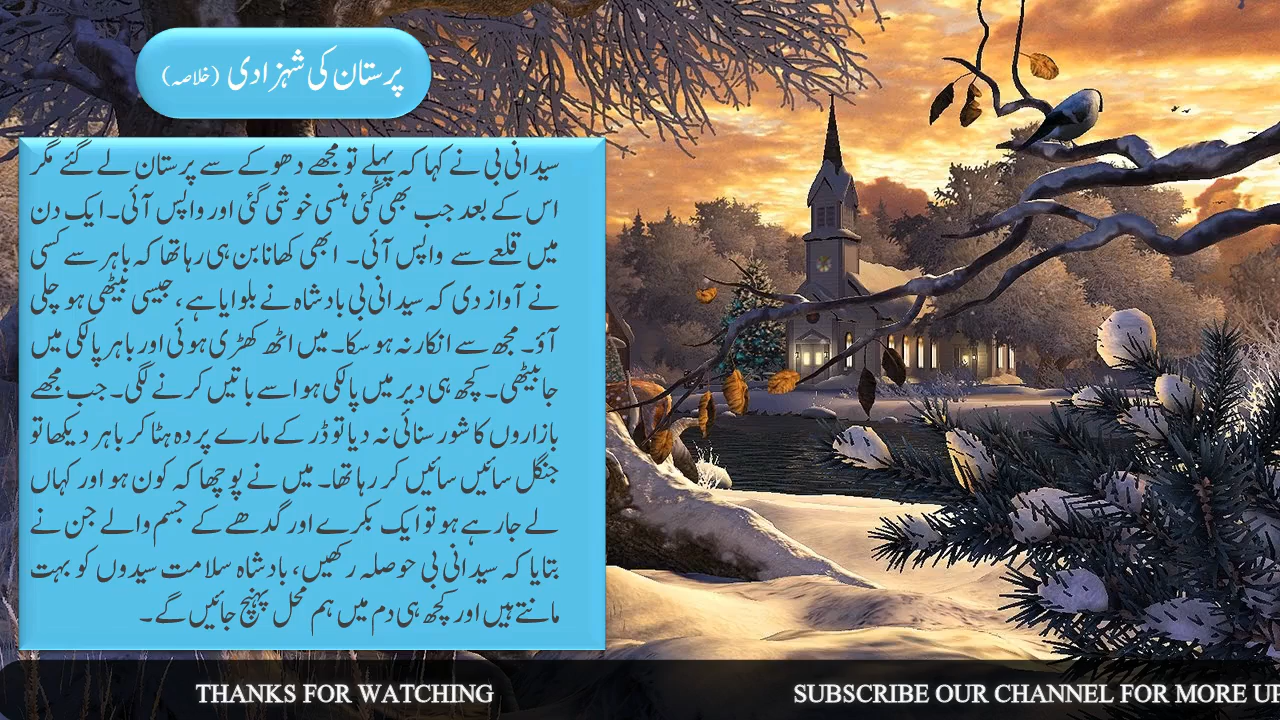 پرستان کی شہزادی (خلاصہ)
سیدانی بی نے کہا کہ پہلے تو مجھے دھوکے سے پرستان لے گئے مگر
اس کے بعد جب بھی گئی ہنسی خوشی گئی اور واپس آئی۔ ایک دن
میں قلعے سے واپس آئی۔ ابھی کھانا بن ہی رہا تھا کہ باہر سے کسی
نے آواز دی کہ سیدانی بی بادشاہ نے بلوایا ہے، جیسی بیٹھی ہو چلی
آؤ۔ مجھ سے انکار نہ ہو سکا۔ میں اٹھ کھڑی ہوئی اور باہر پالکی میں
جا بیٹھی۔ کچھ ہی دیر میں پالکی ہوا سے باتیں کرنے لگی۔ جب مجھے
بازاروں کا شور سنائی نہ دیا تو ڈر کے مارے پردہ ہٹا کر باہر دیکھا تو
جنگل سائیں سائیں کر رہا تھا۔ میں نے پوچھا کہ کون ہو اور کہاں
لے جا رہے ہو تو ایک بکرے اور گدھے کے جسم والے جن نے
بتایا کہ سیدانی بی حوصلہ رکھیں، بادشاہ سلامت سیدوں کو بہت
مانتے ہیں اور کچھ ہی دم میں ہم محل پہنچ جائیں گے۔
THANKS FOR WATCHING SUBSCRIBE OUR CHANNEL FOR MORE UP